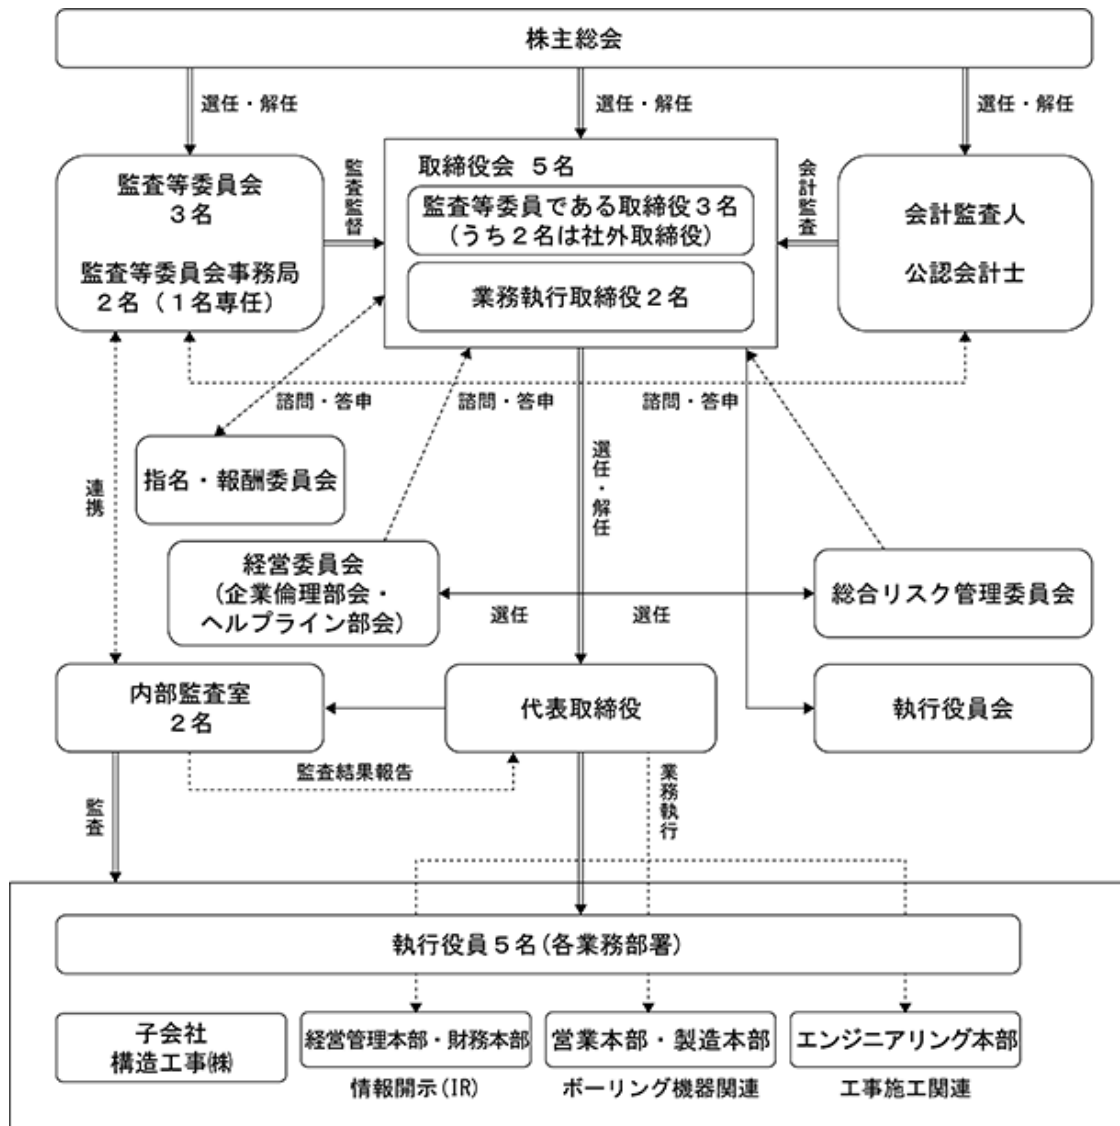 株主総会
選任・解任
選任・解任
選任・解任
監査等委員会
3名
監査等委員会事務局
2名（1名専任）
監査監督
取締役会 5名
監査等委員である取締役3名
(うち2名は社外取締役)
業務執行取締役2名
会計監査
会計監査人
公認会計士
諮問・答申
諮問・答申
諮問・答申
指名・報酬委員会
連携
選任・解任
経営委員会
(企業倫理部会・
ヘルプライン部会)
選任
選任
総合リスク管理委員会
内部監査室
2名
代表取締役
執行役員会
監査結果報告
監査
業務執行
執行役員5名(各業務部署)
子会社
構造工事㈱
経営管理本部・財務本部
営業本部・製造本部
エンジニアリング本部
情報開示(IR)
ボーリング機器関連
工事施工関連